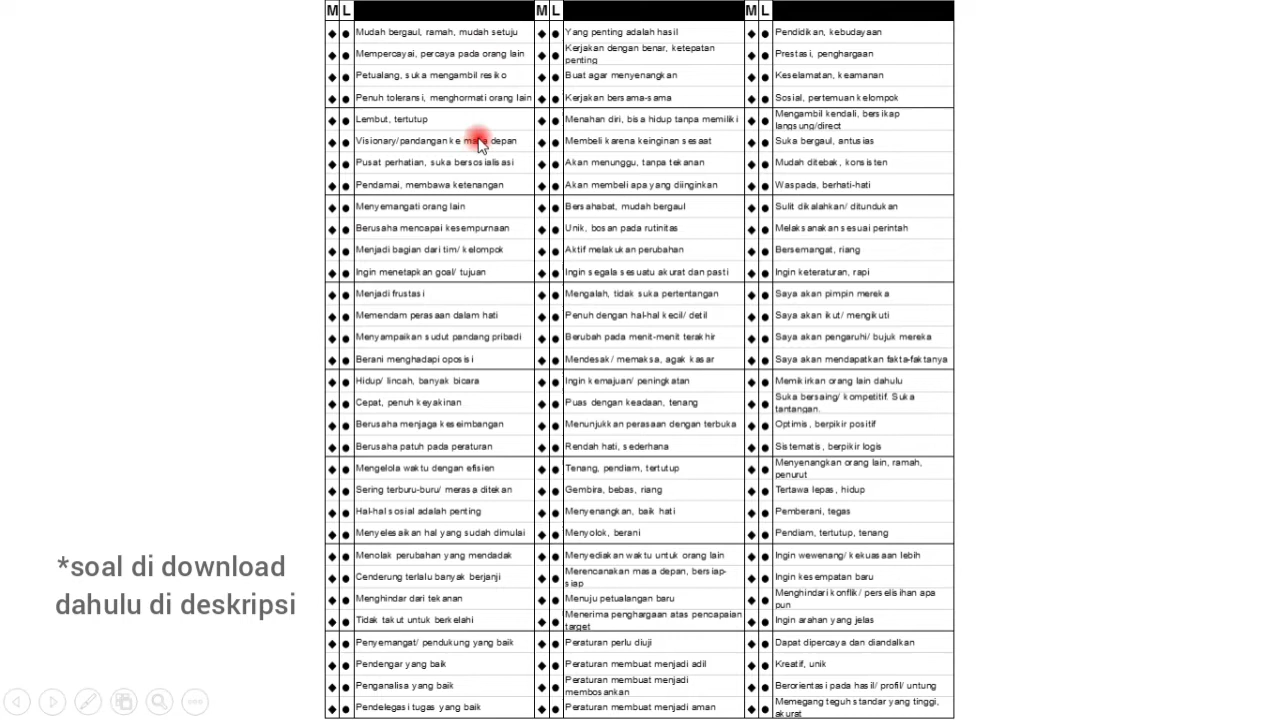 M L
Mudah bergaul, ramah, mudah setuju
Mempercayai, percaya pada orang lain
Petualang, suka mengambil resiko
Penuh toleransi, menghormati orang lain
Lembut, tertutup
Visionary/pandangan ke masa depan
Pusat perhatian, suka bersosialisasi
Pendamai, membawa ketenangan
Menyemangati orang lain
Berusaha mencapai kesempurnaan
Menjadi bagian dari tim/ kelompok
Ingin menetapkan goal/ tujuan
Menjadi frustasi
Memendam perasaan dalam hati
Menyampaikan sudut pandang pribadi
Berani menghadapi oposisi
Hidup/ lincah, banyak bicara
Cepat, penuh keyakinan
Berusaha menjaga keseimbangan
Berusaha patuh pada peraturan
Mengelola waktu dengan efisien
Sering terburu-buru/ merasa ditekan
Hal-hal sosial adalah penting
Menyelesaikan hal yang sudah dimulai
Menolak perubahan yang mendadak
Cenderung terlalu banyak berjanji
Menghindar dari tekanan
Tidak takut untuk berkelahi
Penyemangat/ pendukung yang baik
Pendengar yang baik
Penganalisa yang baik
Pendelegasi tugas yang baik
M L
Yang penting adalah hasil
Kerjakan dengan benar, ketepatan
penting
Buat agar menyenangkan
Kerjakan bersama-sama
Menahan diri, bisa hidup tanpa memiliki
Membeli karena keinginan sesaat
Akan menunggu, tanpa tekanan
Akan membeli apa yang diinginkan
Bersahabat, mudah bergaul
Unik, bosan pada rutinitas
Aktif melakukan perubahan
Ingin segala sesuatu akurat dan pasti
Mengalah, tidak suka pertentangan
Penuh dengan hal-hal kecil/ detil
Berubah pada menit-menit terakhir
Mendesak/ memaksa, agak kasar
Ingin kemajuan/ peningkatan
Puas dengan keadaan, tenang
Menunjukkan perasaan dengan terbuka
Rendah hati, sederhana
Tenang, pendiam, tertutup
Gembira, bebas, riang
Menyenangkan, baik hati
Menyolok, berani
Menyediakan waktu untuk orang lain
Merencanakan masa depan, bersiap-
siap
Menuju petualangan baru
Menerima penghargaan atas pencapaian
target
Peraturan perlu diuji
Peraturan membuat menjadi adil
Peraturan membuat menjadi
membosankan
Peraturan membuat menjadi aman
M L
Pendidikan, kebudayaan
Prestasi, penghargaan
Keselamatan, keamanan
Sosial, pertemuan kelompok
Mengambil kendali, bersikap
langsung/direct
Suka bergaul, antusias
Mudah ditebak, konsisten
Waspada, berhati-hati
Sulit dikalahkan/ ditundukan
Melaksanakan sesuai perintah
Bersemangat, riang
Ingin keteraturan, rapi
Saya akan pimpin mereka
Saya akan ikut/ mengikuti
Saya akan pengaruhi/ bujuk mereka
Saya akan mendapatkan fakta-faktanya
Memikirkan orang lain dahulu
Suka bersaing/ kompetitif. Suka
tantangan.
Optimis, berpikir positif
Sistematis, berpikir logis
Menyenangkan orang lain, ramah,
penurut
Tertawa lepas, hidup
Pemberani, tegas
Pendiam, tertutup, tenang
Ingin wewenang/ kekuasaan lebih
Ingin kesempatan baru
Menghindari konflik/ perselisihan apa
pun
Ingin arahan yang jelas
Dapat dipercaya dan diandalkan
Kreatif, unik
Berorientasi pada hasil/ profil/ untung
Memegang teguh standar yang tinggi,
akurat
*soal di download
dahulu di deskripsi